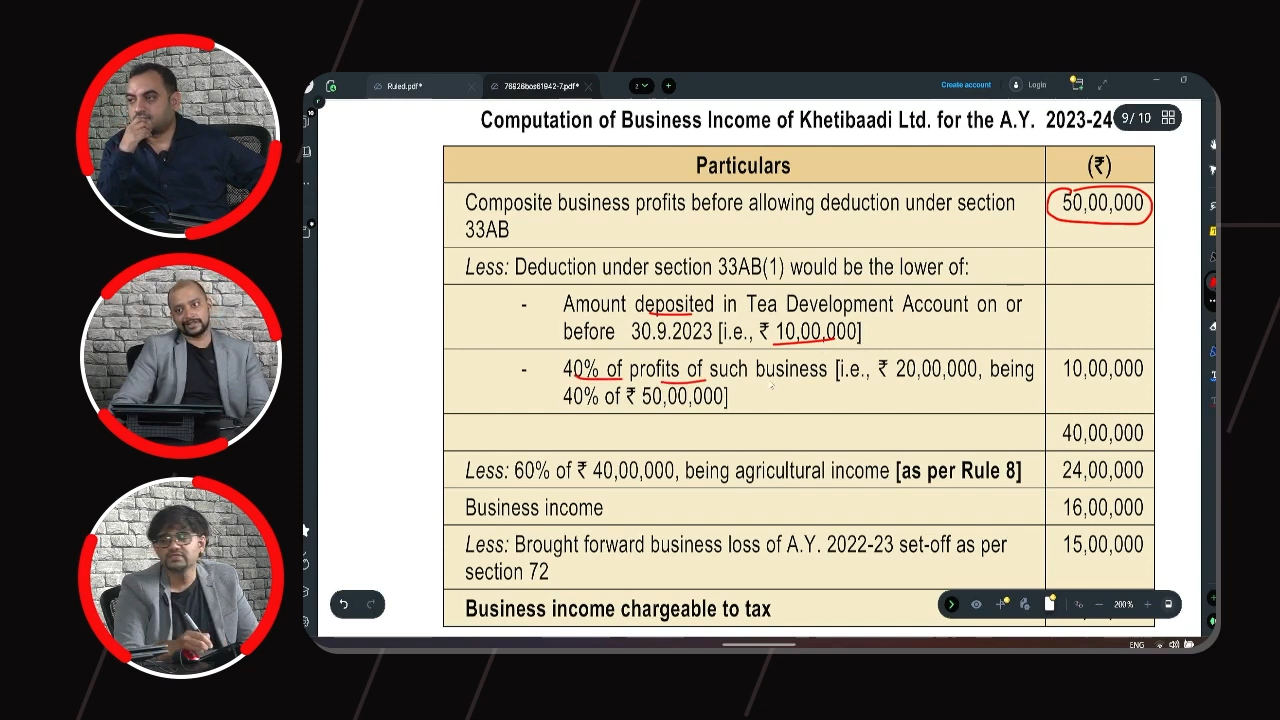 Ruled.pdf*
76826bos61942-7.pdf*
2
Create account
Login
Computation of Business Income of Khetibaadi Ltd. for the A.Y. 2023-24
9/10
Particulars
(₹)
Composite business profits before allowing deduction under section
33AB
50,00,000
Less: Deduction under section 33AB(1) would be the lower of:
- Amount deposited in Tea Development Account on or
before 30.9.2023 [i.e., ₹ 10,00,000]
- 40% of profits of such business [i.e., ₹ 20,00,000, being
40% of ₹ 50,00,000]
10,00,000
40,00,000
Less: 60% of ₹ 40,00,000, being agricultural income [as per Rule 8]
24,00,000
Business income
16,00,000
Less: Brought forward business loss of A.Y. 2022-23 set-off as per
section 72
15,00,000
Business income chargeable to tax
200%
ENG